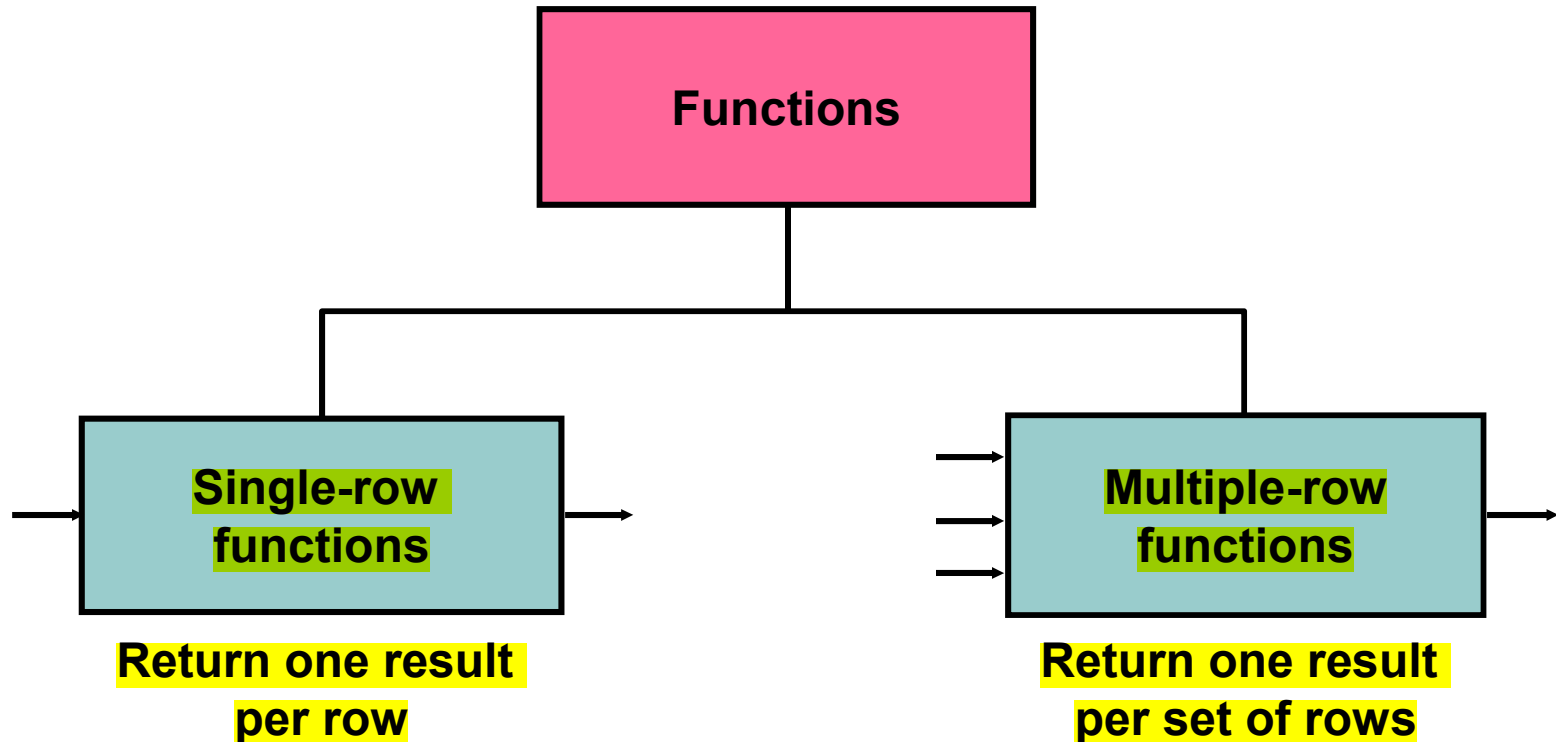 Functions
Single-row
functions
Multiple-row
functions
Return one result
per row
Return one result
per set of rows